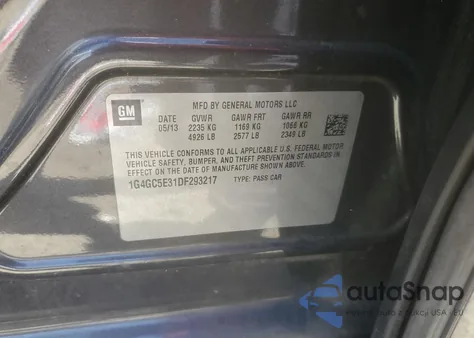 MFD BY GENERAL MOTORS LLC
GM
DATE GVWR GAWR FRT GAWR RR
05/13 2235 KG 1169 KG 1066 KG
4926 LB 2577 LB 2349 LB
THIS VEHICLE CONFORMS TO ALL APPLICABLE U.S. FEDERAL MOTOR
VEHICLE SAFETY, BUMPER, AND THEFT PREVENTION STANDARDS IN
EFFECT ON THE DATE OF MANUFACTURE SHOWN ABOVE.
1G4GC5E31DF293217 TYPE: PASS CAR
autoSnap